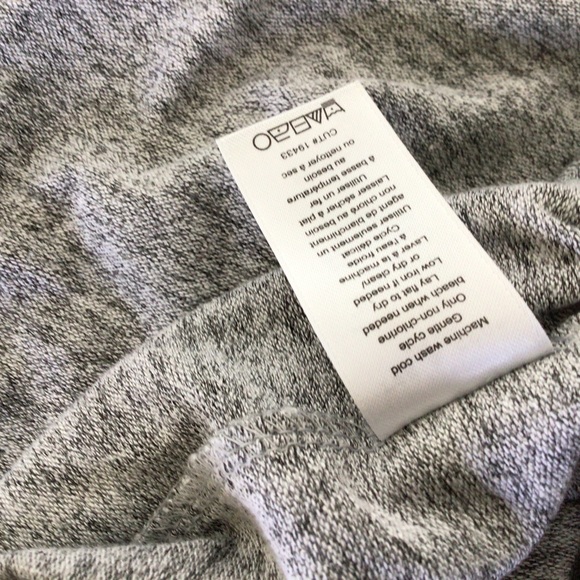 Machine wash cold
Gentle cycle
Only non-chlorine
bleach when needed
Lay flat to dry
Low iron if needed
or dry clean/
Laver à la machine
à l'eau froide
Cycle délicat
Utiliser seulement un
agent de blanchiment
non chloré au besoin
Laisser sécher à plat
Utiliser un fer
à basse température
au besoin
ou nettoyer à sec
CUT# 19433